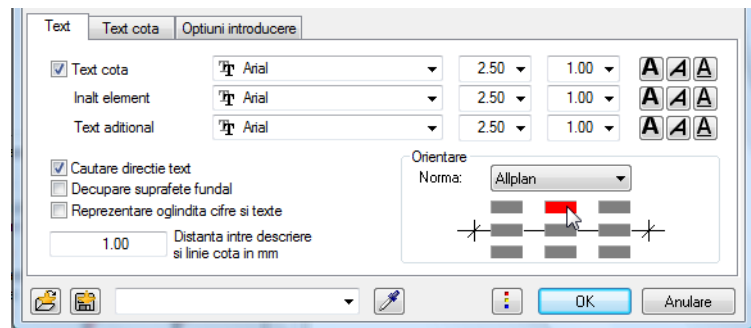 Text Text cota Optiuni introducere
Text cota Arial 2.50 1.00 A A A
Inalt element Arial 2.50 1.00 A A A
Text aditional Arial 2.50 1.00 A A A
Cautare directie text
Decupare suprafete fundal
Reprezentare oglindita cifre si texte
1.00 Distanta intre descriere
si linie cota in mm
Orientare
Norma: Allplan
OK Anulare